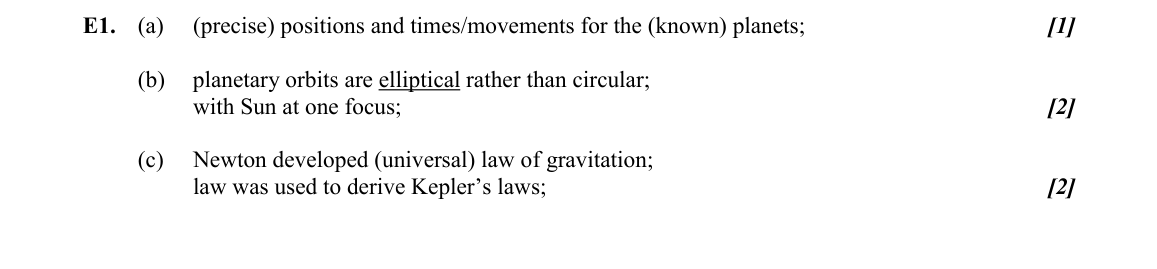 E1. (a) (precise) positions and times/movements for the (known) planets; [1]
(b) planetary orbits are elliptical rather than circular;
with Sun at one focus; [2]
(c) Newton developed (universal) law of gravitation;
law was used to derive Kepler's laws; [2]